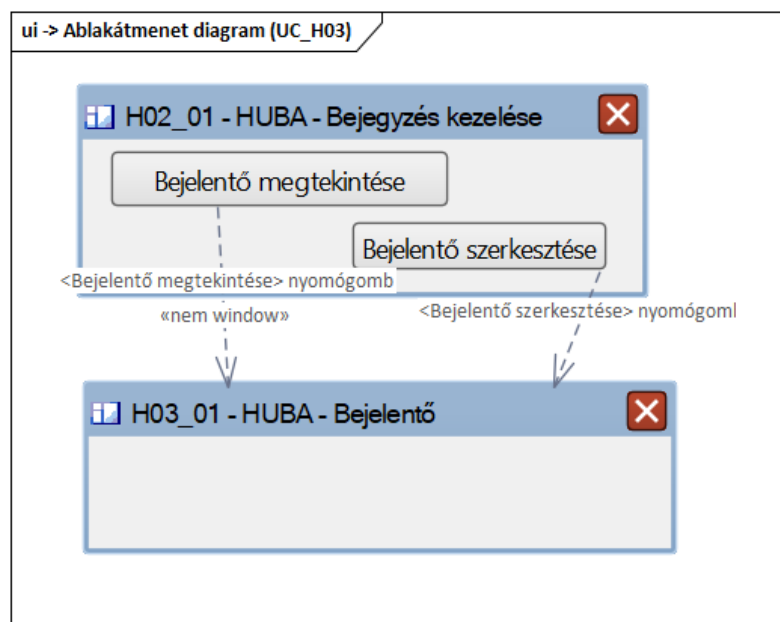 ui -> Ablakátmenet diagram (UC_H03)
H02_01 - HUBA - Bejegyzés kezelése
Bejelentő megtekintése
Bejelentő szerkesztése
<Bejelentő megtekintése> nyomógomb
«nem window»
<Bejelentő szerkesztése> nyomógoml
H03_01 - HUBA - Bejelentő